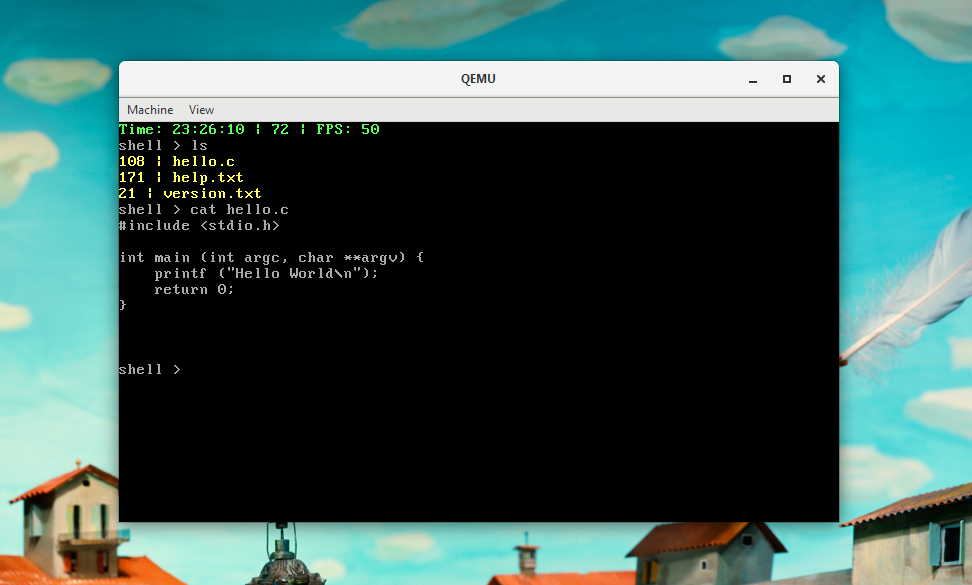 QEMU
Machine View
Time: 23:26:10 | 72 | FPS: 50
shell > ls
108 | hello.c
171 | help.txt
21 | version.txt
shell > cat hello.c
#include <stdio.h>
int main (int argc, char **argv) {
    printf ("Hello World\n");
    return 0;
}
shell >